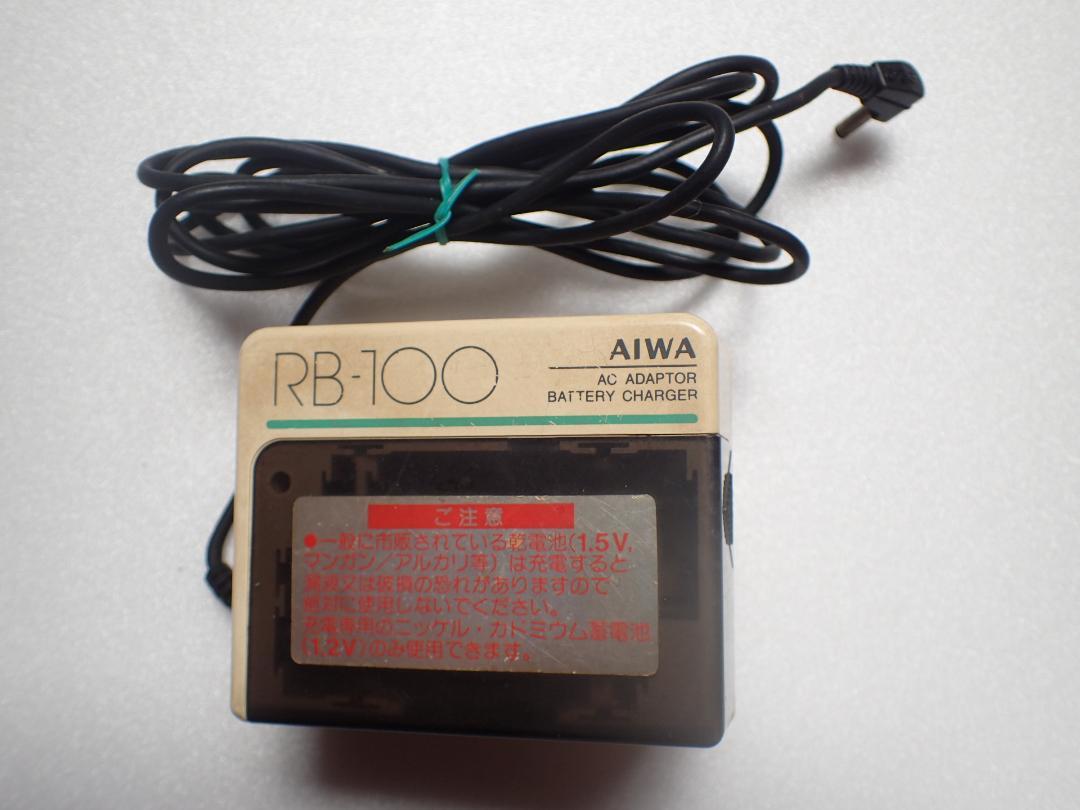 RB-100
AIWA
AC ADAPTOR
BATTERY CHARGER
ご注意
●一般に市販されている乾電池(1.5V,
マンガン／アルカリ等)は充電すると
漏液又は破損の恐れがありますので
絶対に使用しないでください。
充電専用のニッケル・カドミウム蓄電池
(1.2V)のみ使用できます。